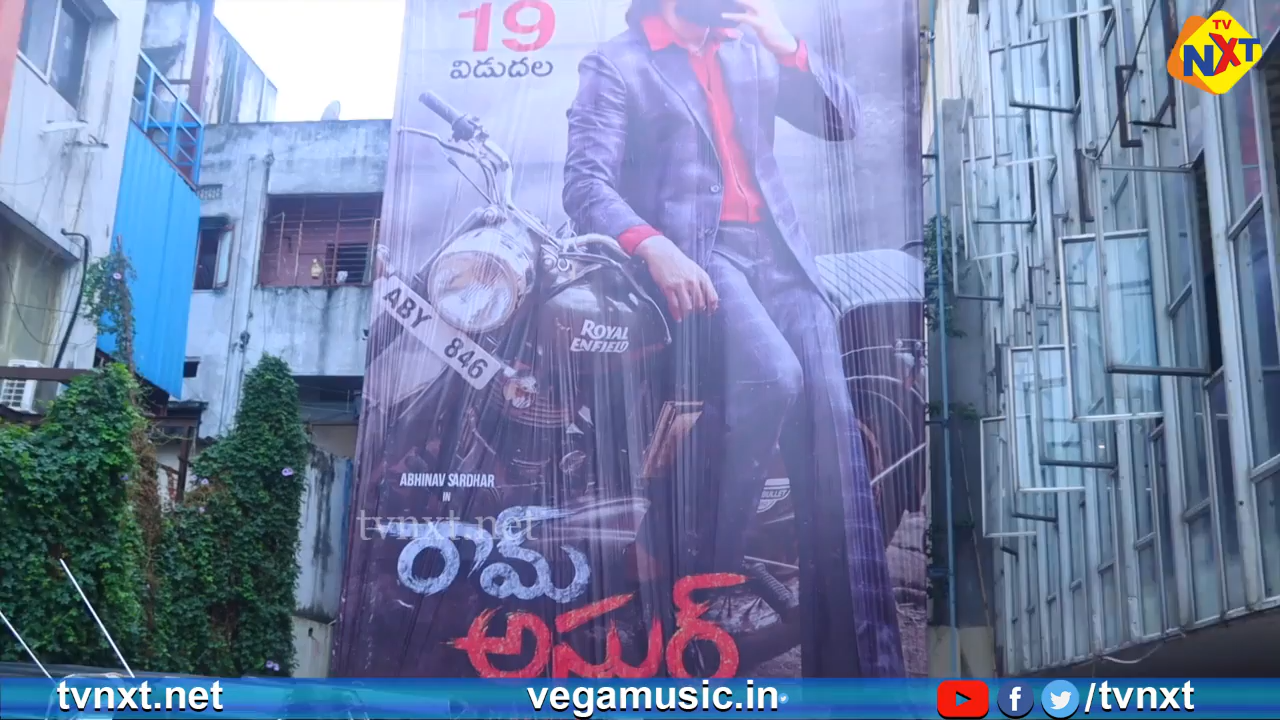 19
విడుదల
TV
NXT
ABY 846
ROYAL
ENFIELD
ABHINAV SARDHAR
IN
BULLET
tvnxt.net
రామ్
అసుర్
tvnxt.net
vegamusic.in
/tvnxt